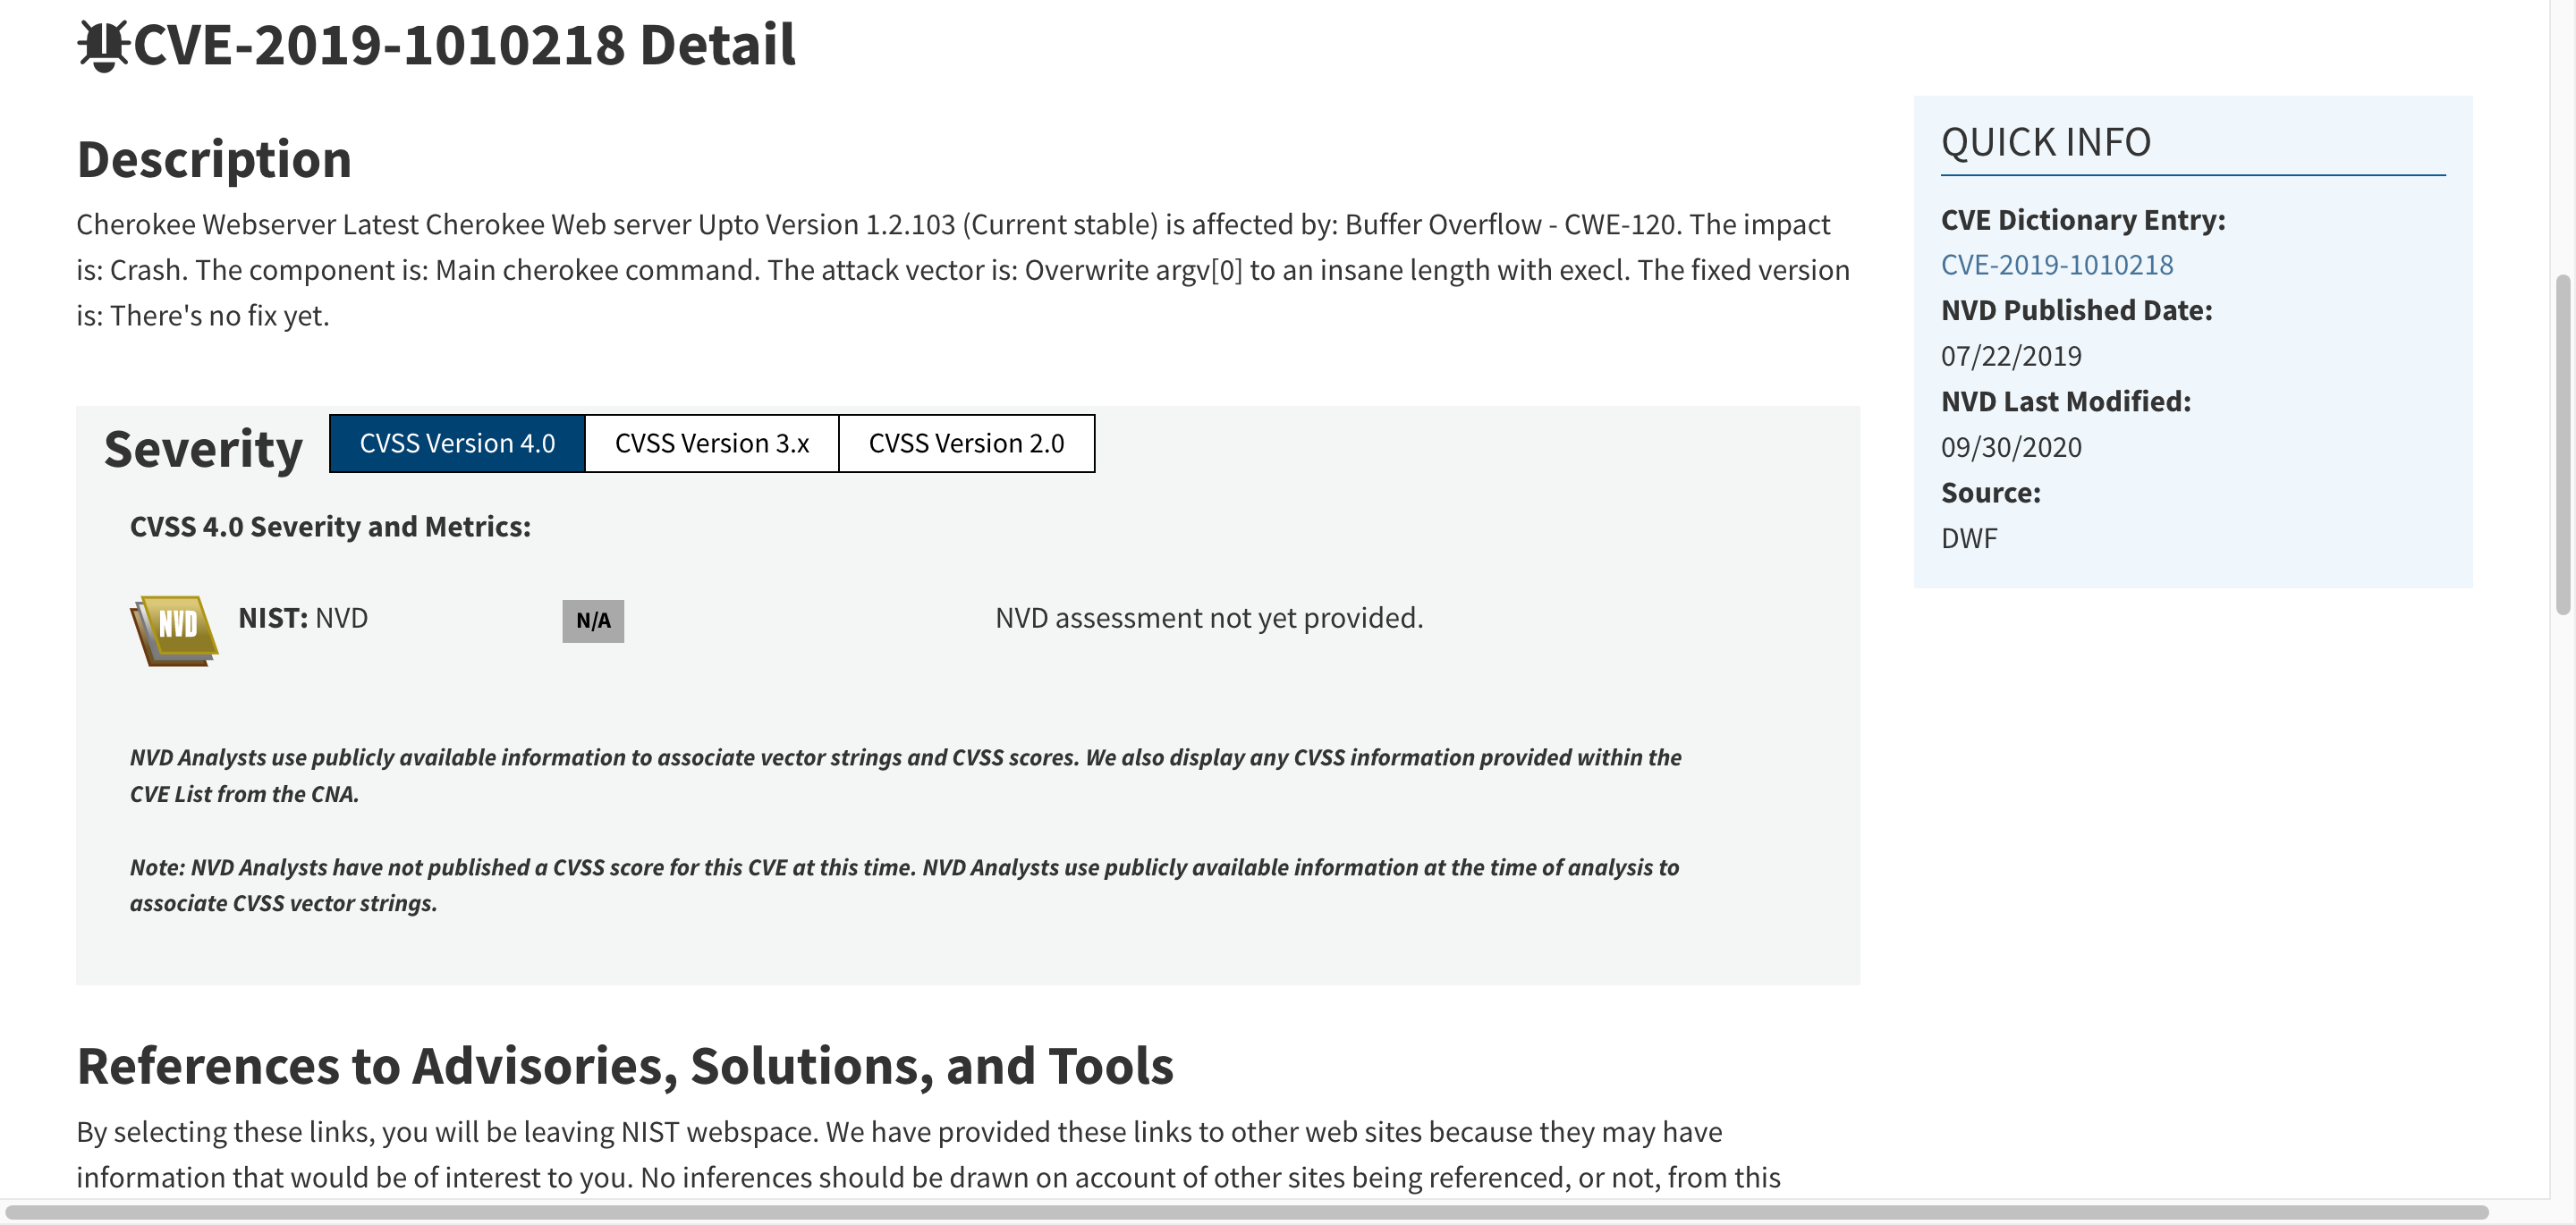 CVE-2019-1010218 Detail
Description
Cherokee Webserver Latest Cherokee Web server Upto Version 1.2.103 (Current stable) is affected by: Buffer Overflow - CWE-120. The impact
is: Crash. The component is: Main cherokee command. The attack vector is: Overwrite argv[0] to an insane length with execl. The fixed version
is: There's no fix yet.
Severity
CVSS Version 4.0
CVSS Version 3.x
CVSS Version 2.0
CVSS 4.0 Severity and Metrics:
NVD
NIST: NVD
N/A
NVD assessment not yet provided.
NVD Analysts use publicly available information to associate vector strings and CVSS scores. We also display any CVSS information provided within the
CVE List from the CNA.
Note: NVD Analysts have not published a CVSS score for this CVE at this time. NVD Analysts use publicly available information at the time of analysis to
associate CVSS vector strings.
References to Advisories, Solutions, and Tools
By selecting these links, you will be leaving NIST webspace. We have provided these links to other web sites because they may have
information that would be of interest to you. No inferences should be drawn on account of other sites being referenced, or not, from this
QUICK INFO
CVE Dictionary Entry:
CVE-2019-1010218
NVD Published Date:
07/22/2019
NVD Last Modified:
09/30/2020
Source:
DWF